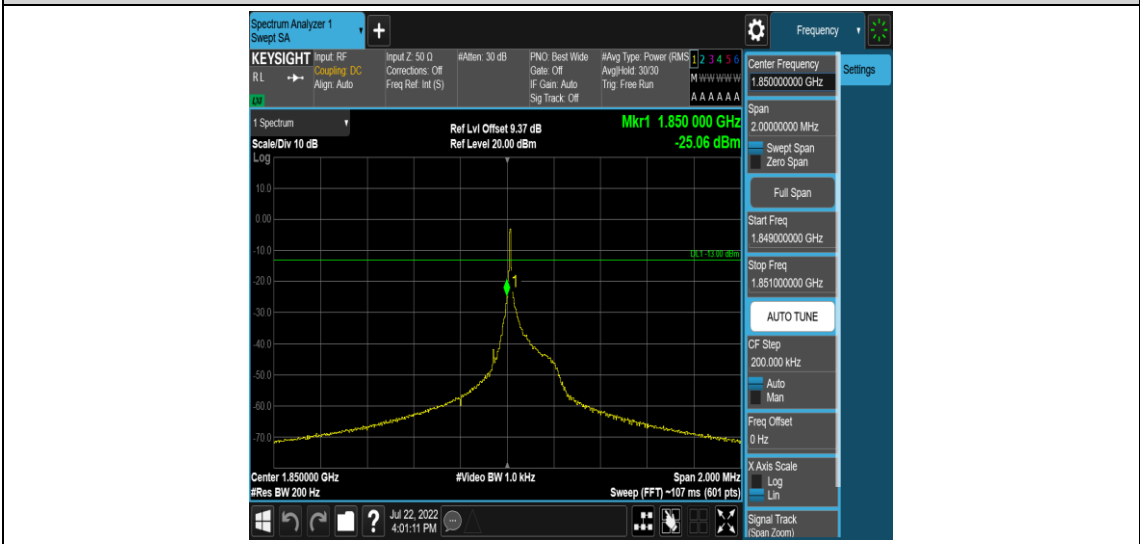 Spectrum Analyzer 1
Swept SA
+
Frequency
KEYSIGHT
RL
LXI
Input: RF
Coupling: DC
Align: Auto
Input Z: 50 Ω
Corrections: Off
Freq Ref: Int (S)
#Atten: 30 dB
PNO: Best Wide
Gate: Off
IF Gain: Auto
Sig Track: Off
#Avg Type: Power (RMS
Avg|Hold: 30/30
Trig: Free Run
1 2 3 4 5 6
M W W W W W
A A A A A A
Center Frequency
1.850000000 GHz
Settings
Span
2.00000000 MHz
Swept Span
Zero Span
Full Span
Start Freq
1.849000000 GHz
Stop Freq
1.851000000 GHz
AUTO TUNE
CF Step
200.000 kHz
Auto
Man
Freq Offset
0 Hz
X Axis Scale
Log
Lin
Signal Track
(Span Zoom)
1 Spectrum
Scale/Div 10 dB
Log
Ref Lvl Offset 9.37 dB
Ref Level 20.00 dBm
Mkr1 1.850 000 GHz
-25.06 dBm
10.0
0.00
-10.0
DL1 -13.00 dBm
-20.0
1
-30.0
-40.0
-50.0
-60.0
-70.0
Center 1.850000 GHz
#Res BW 200 Hz
#Video BW 1.0 kHz
Span 2.000 MHz
Sweep (FFT) ~107 ms (601 pts)
?
Jul 22, 2022
4:01:11 PM